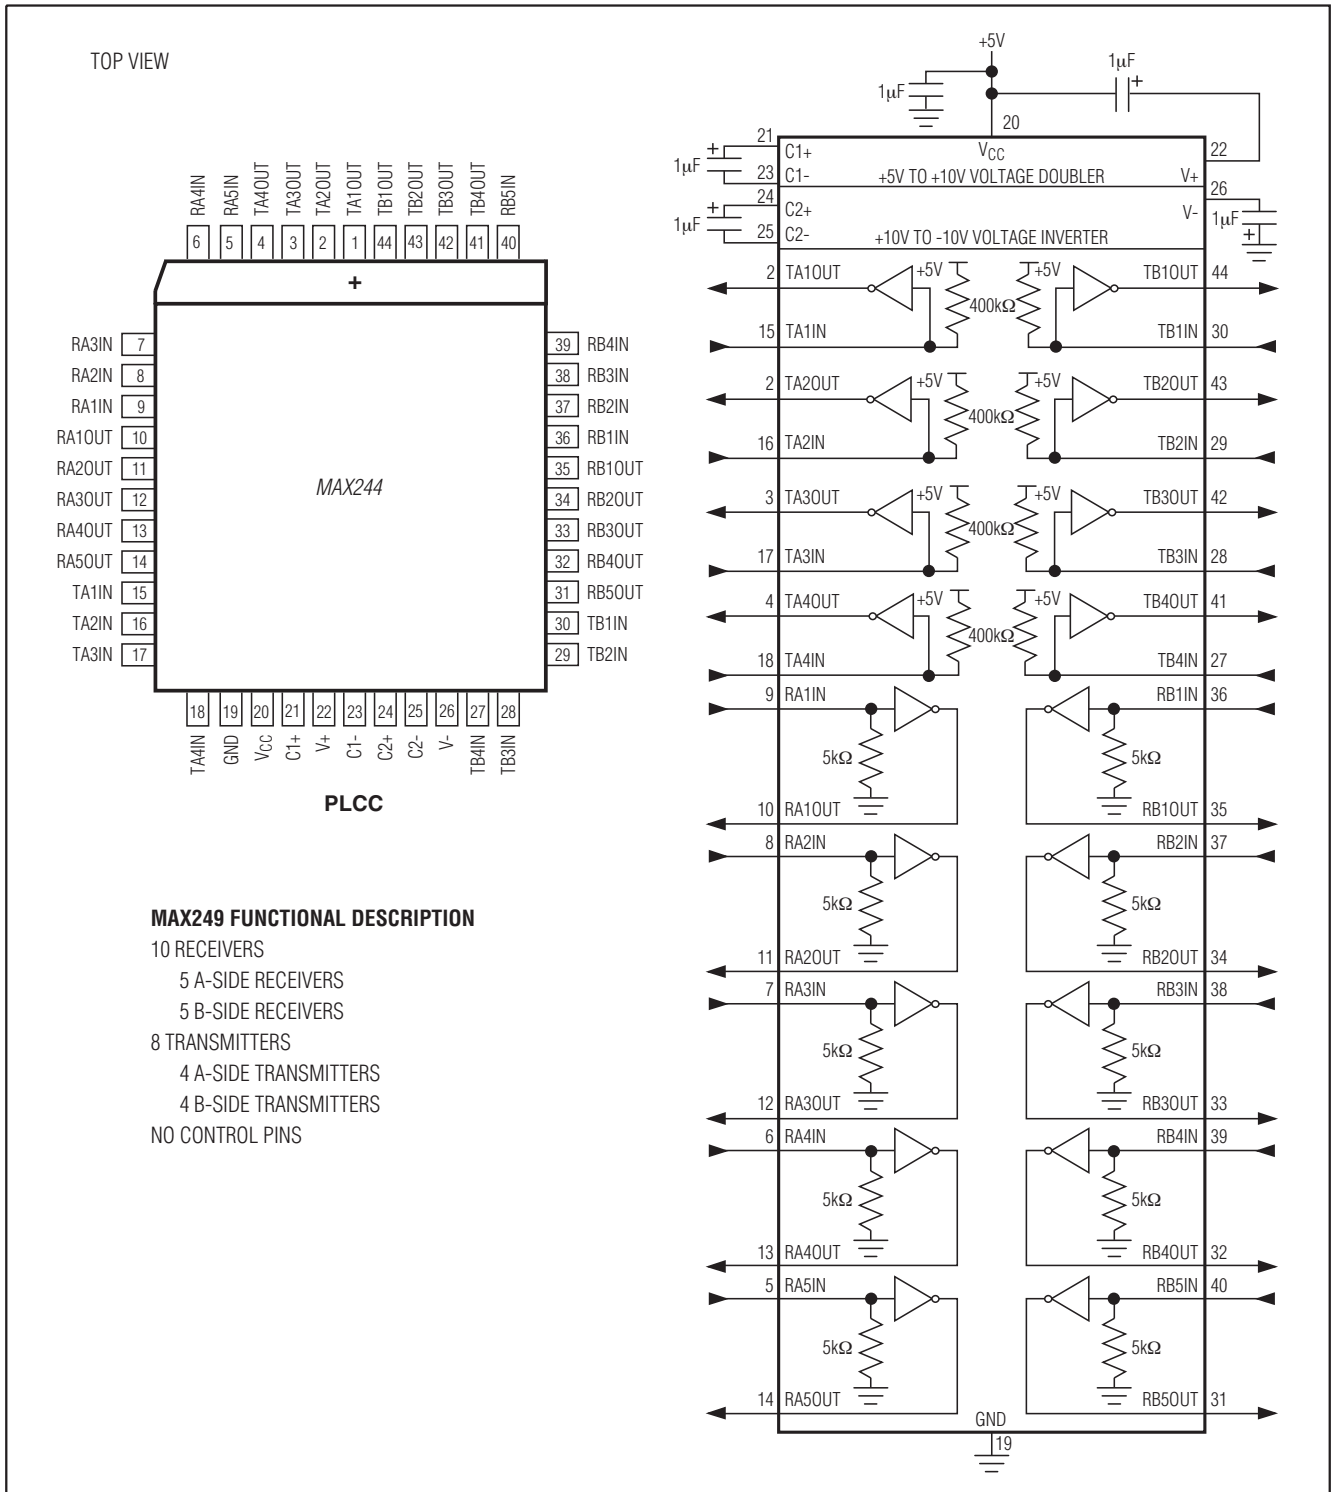 TOP VIEW
RA4IN
RA5IN
TA4OUT
TA3OUT
TA2OUT
TA1OUT
TB1OUT
TB2OUT
TB3OUT
TB4OUT
RB5IN
6 5 4 3 2 1 44 43 42 41 40
+
RA3IN 7
RA2IN 8
RA1IN 9
RA1OUT 10
RA2OUT 11
RA3OUT 12
RA4OUT 13
RA5OUT 14
TA1IN 15
TA2IN 16
TA3IN 17
MAX244
39 RB4IN
38 RB3IN
37 RB2IN
36 RB1IN
35 RB1OUT
34 RB2OUT
33 RB3OUT
32 RB4OUT
31 RB5OUT
30 TB1IN
29 TB2IN
18 19 20 21 22 23 24 25 26 27 28
TA4IN
GND
VCC
C1+
V+
C1-
C2+
C2-
V-
TB4IN
TB3IN
PLCC
MAX249 FUNCTIONAL DESCRIPTION
10 RECEIVERS
5 A-SIDE RECEIVERS
5 B-SIDE RECEIVERS
8 TRANSMITTERS
4 A-SIDE TRANSMITTERS
4 B-SIDE TRANSMITTERS
NO CONTROL PINS
+5V
1µF
1µF +
20
VCC
21 C1+
1µF +
23 C1-
+5V TO +10V VOLTAGE DOUBLER
V+ 22
24 C2+
1µF +
25 C2-
+10V TO -10V VOLTAGE INVERTER
V- 26
1µF +
2 TA1OUT +5V +5V TB1OUT 44
400kΩ
15 TA1IN TB1IN 30
2 TA2OUT +5V +5V TB2OUT 43
400kΩ
16 TA2IN TB2IN 29
3 TA3OUT +5V +5V TB3OUT 42
400kΩ
17 TA3IN TB3IN 28
4 TA4OUT +5V +5V TB4OUT 41
400kΩ
18 TA4IN TB4IN 27
9 RA1IN RB1IN 36
5kΩ 5kΩ
10 RA1OUT RB1OUT 35
8 RA2IN RB2IN 37
5kΩ 5kΩ
11 RA2OUT RB2OUT 34
7 RA3IN RB3IN 38
5kΩ 5kΩ
12 RA3OUT RB3OUT 33
6 RA4IN RB4IN 39
5kΩ 5kΩ
13 RA4OUT RB4OUT 32
5 RA5IN RB5IN 40
5kΩ 5kΩ
14 RA5OUT RB5OUT 31
GND
19